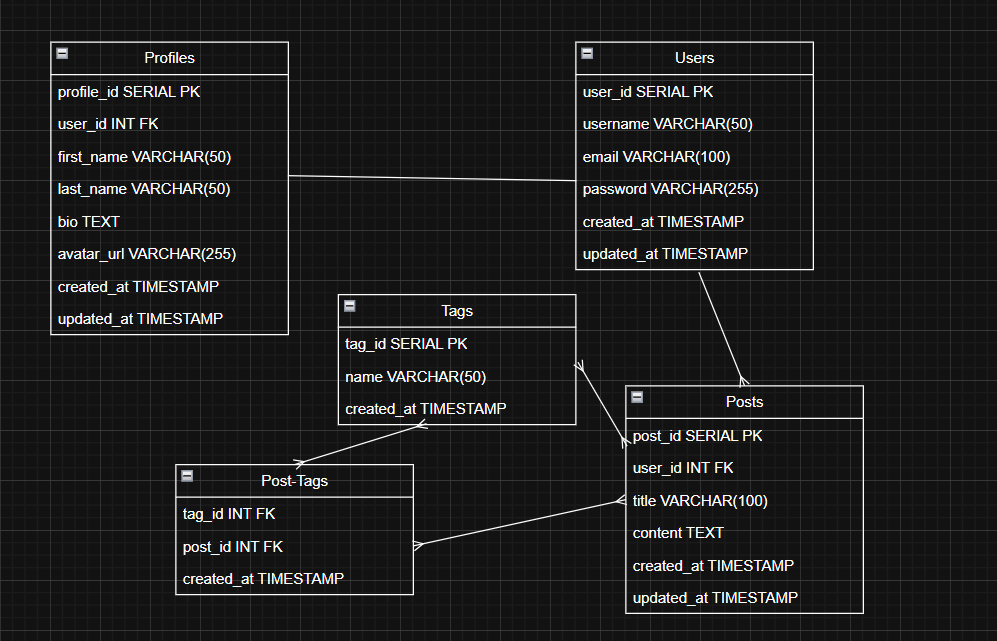 Profiles
profile_id SERIAL PK
user_id INT FK
first_name VARCHAR(50)
last_name VARCHAR(50)
bio TEXT
avatar_url VARCHAR(255)
created_at TIMESTAMP
updated_at TIMESTAMP
Users
user_id SERIAL PK
username VARCHAR(50)
email VARCHAR(100)
password VARCHAR(255)
created_at TIMESTAMP
updated_at TIMESTAMP
Tags
tag_id SERIAL PK
name VARCHAR(50)
created_at TIMESTAMP
Posts
post_id SERIAL PK
user_id INT FK
title VARCHAR(100)
content TEXT
created_at TIMESTAMP
updated_at TIMESTAMP
Post-Tags
tag_id INT FK
post_id INT FK
created_at TIMESTAMP